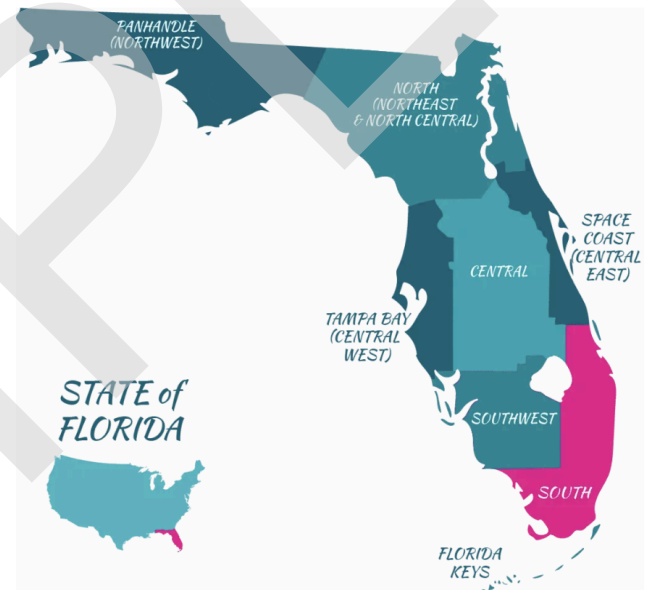 PANHANDLE
(NORTHWEST)
NORTH
(NORTHEAST
& NORTH CENTRAL)
SPACE
COAST
(CENTRAL
EAST)
CENTRAL
TAMPA BAY
(CENTRAL
WEST)
STATE of
FLORIDA
SOUTHWEST
SOUTH
FLORIDA
KEYS